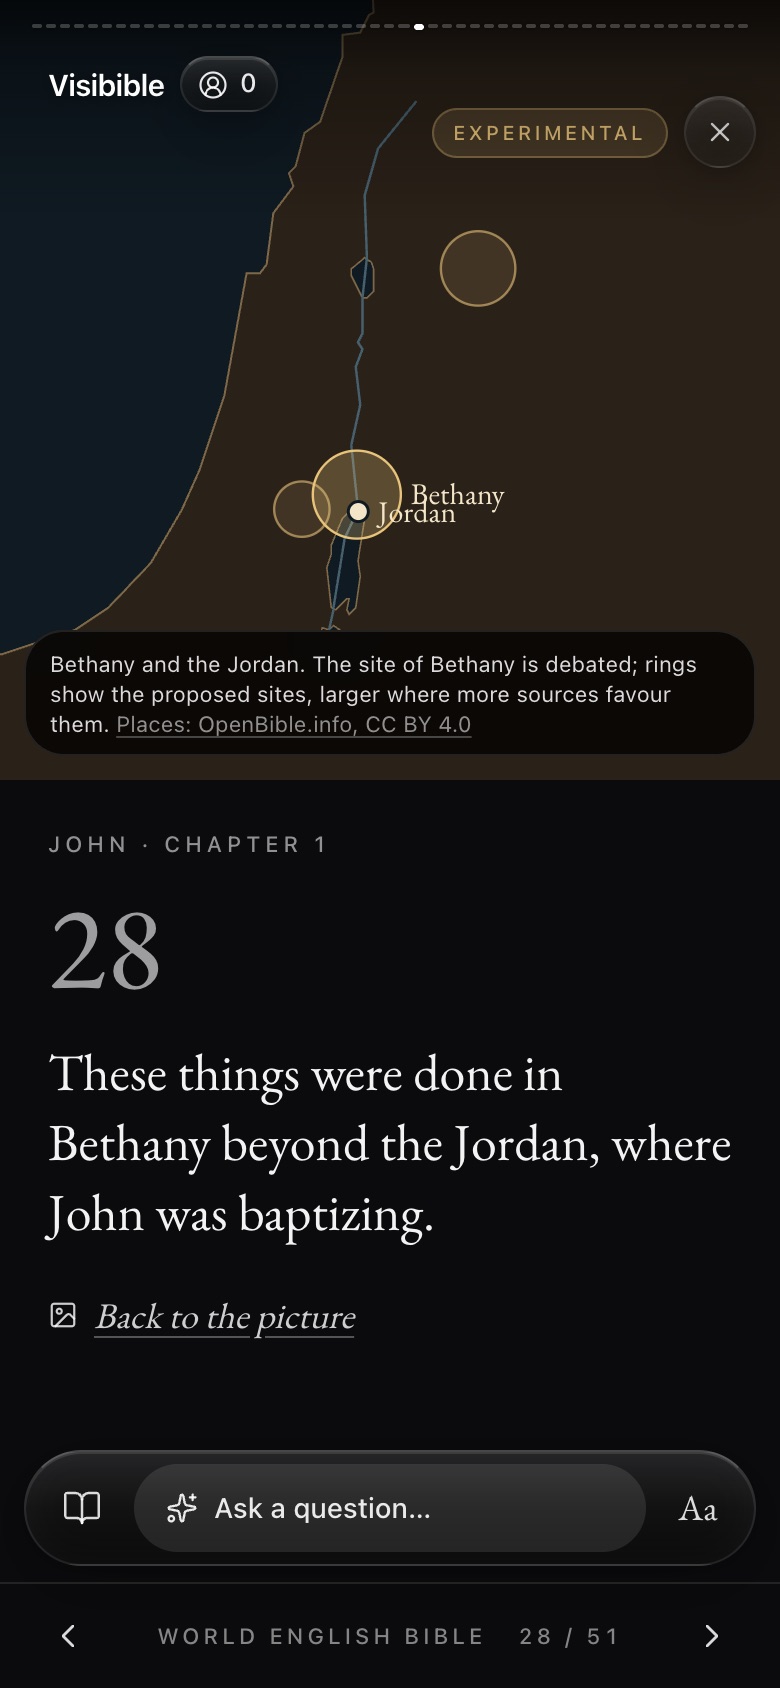 Visibible
0
EXPERIMENTAL
Bethany
Jordan
Bethany and the Jordan. The site of Bethany is debated; rings
show the proposed sites, larger where more sources favour
them. Places: OpenBible.info, CC BY 4.0
JOHN · CHAPTER 1
28
These things were done in
Bethany beyond the Jordan, where
John was baptizing.
Back to the picture
Ask a question...
Aa
WORLD ENGLISH BIBLE 28 / 51